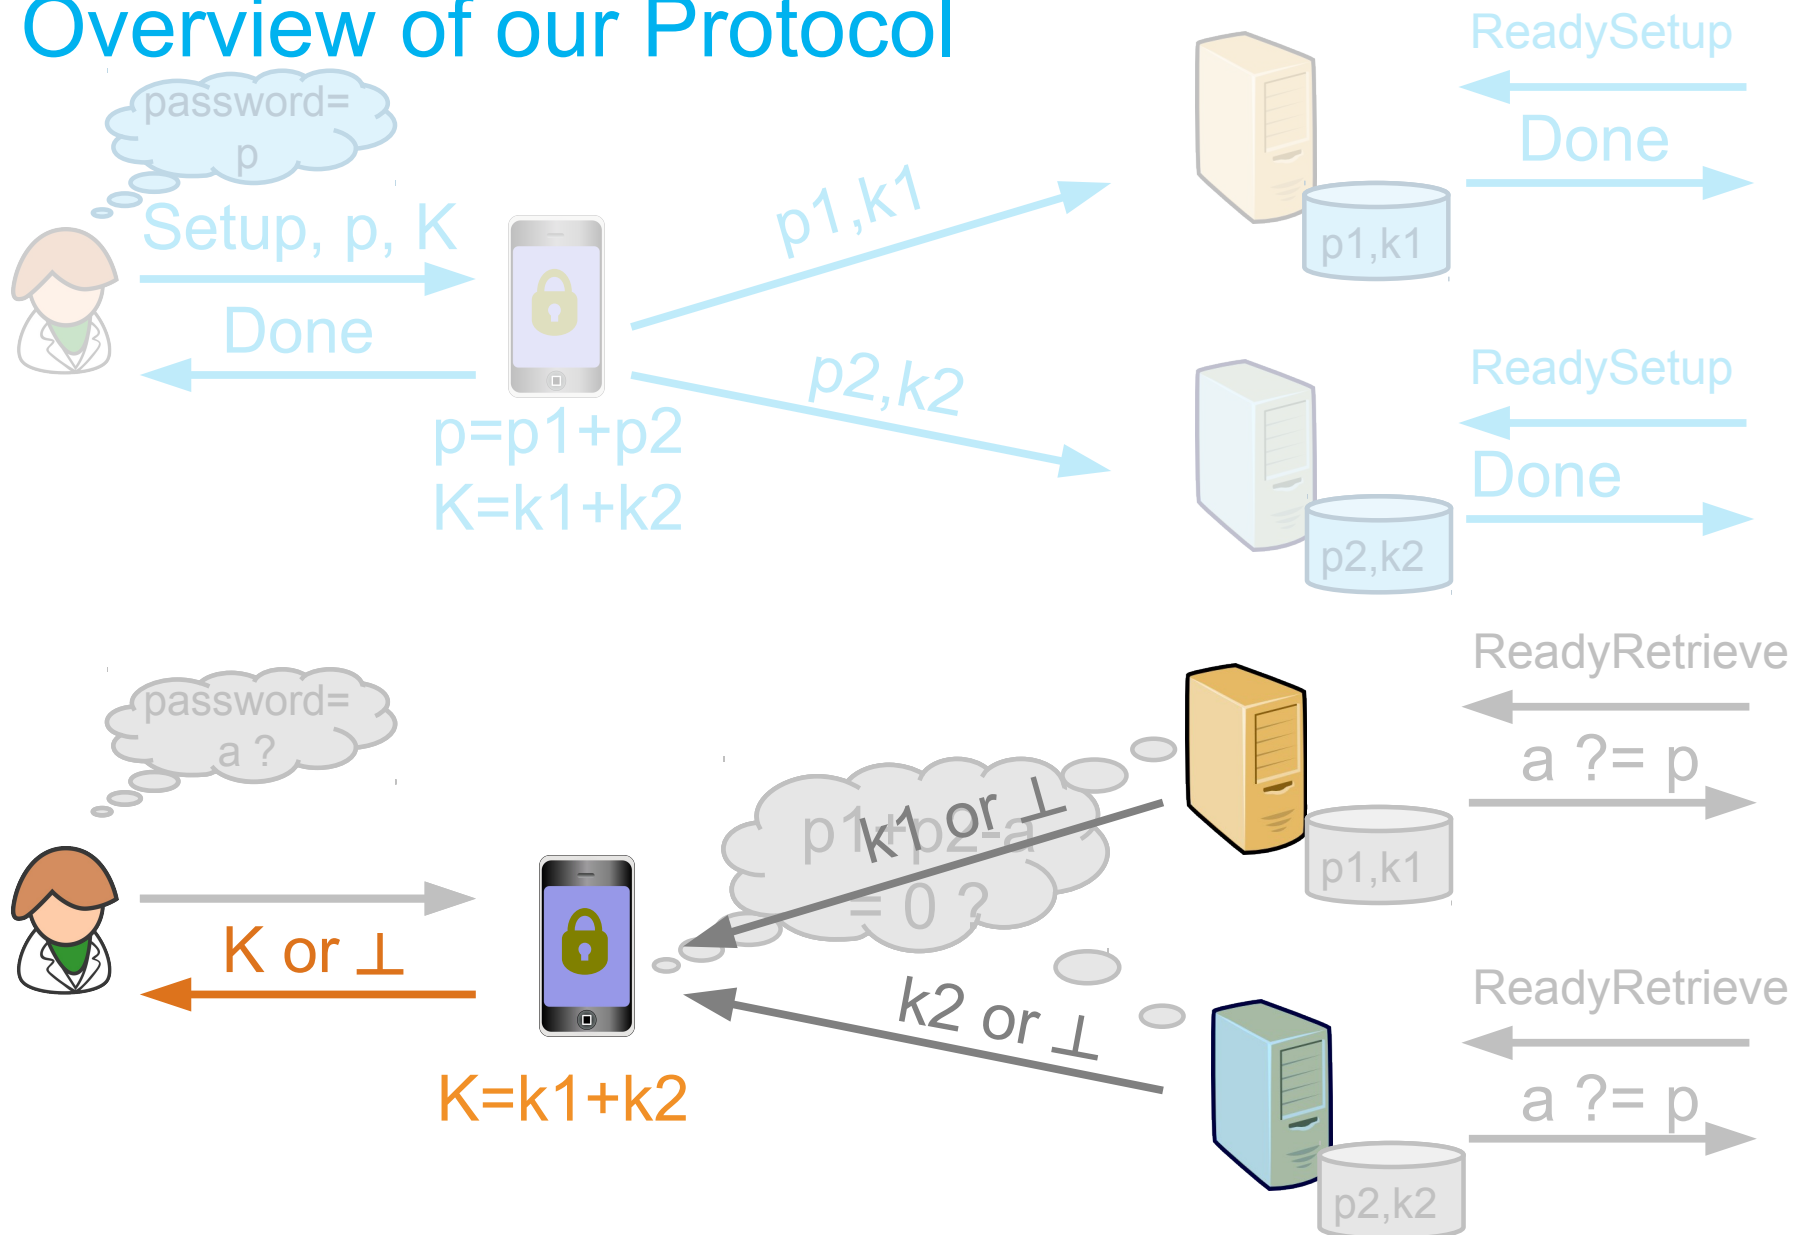 Overview of our Protocol
password=
p
Setup, p, K
Done
p=p1+p2
K=k1+k2
p1,k1
p2,k2
p1,k1
ReadySetup
Done
p2,k2
ReadySetup
Done
password=
a ?
K or ⊥
K=k1+k2
p1+p2-a
= 0 ?
k1 or ⊥
k2 or ⊥
p1,k1
ReadyRetrieve
a ?= p
p2,k2
ReadyRetrieve
a ?= p